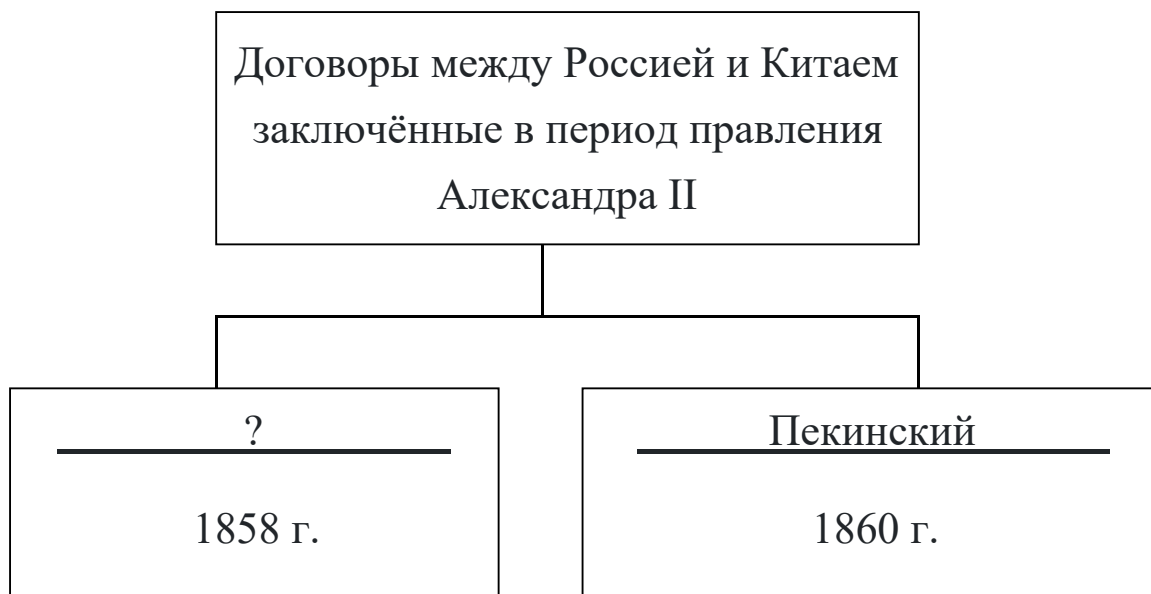 Договоры между Россией и Китаем
заключённые в период правления
Александра II
?
1858 г.
Пекинский
1860 г.